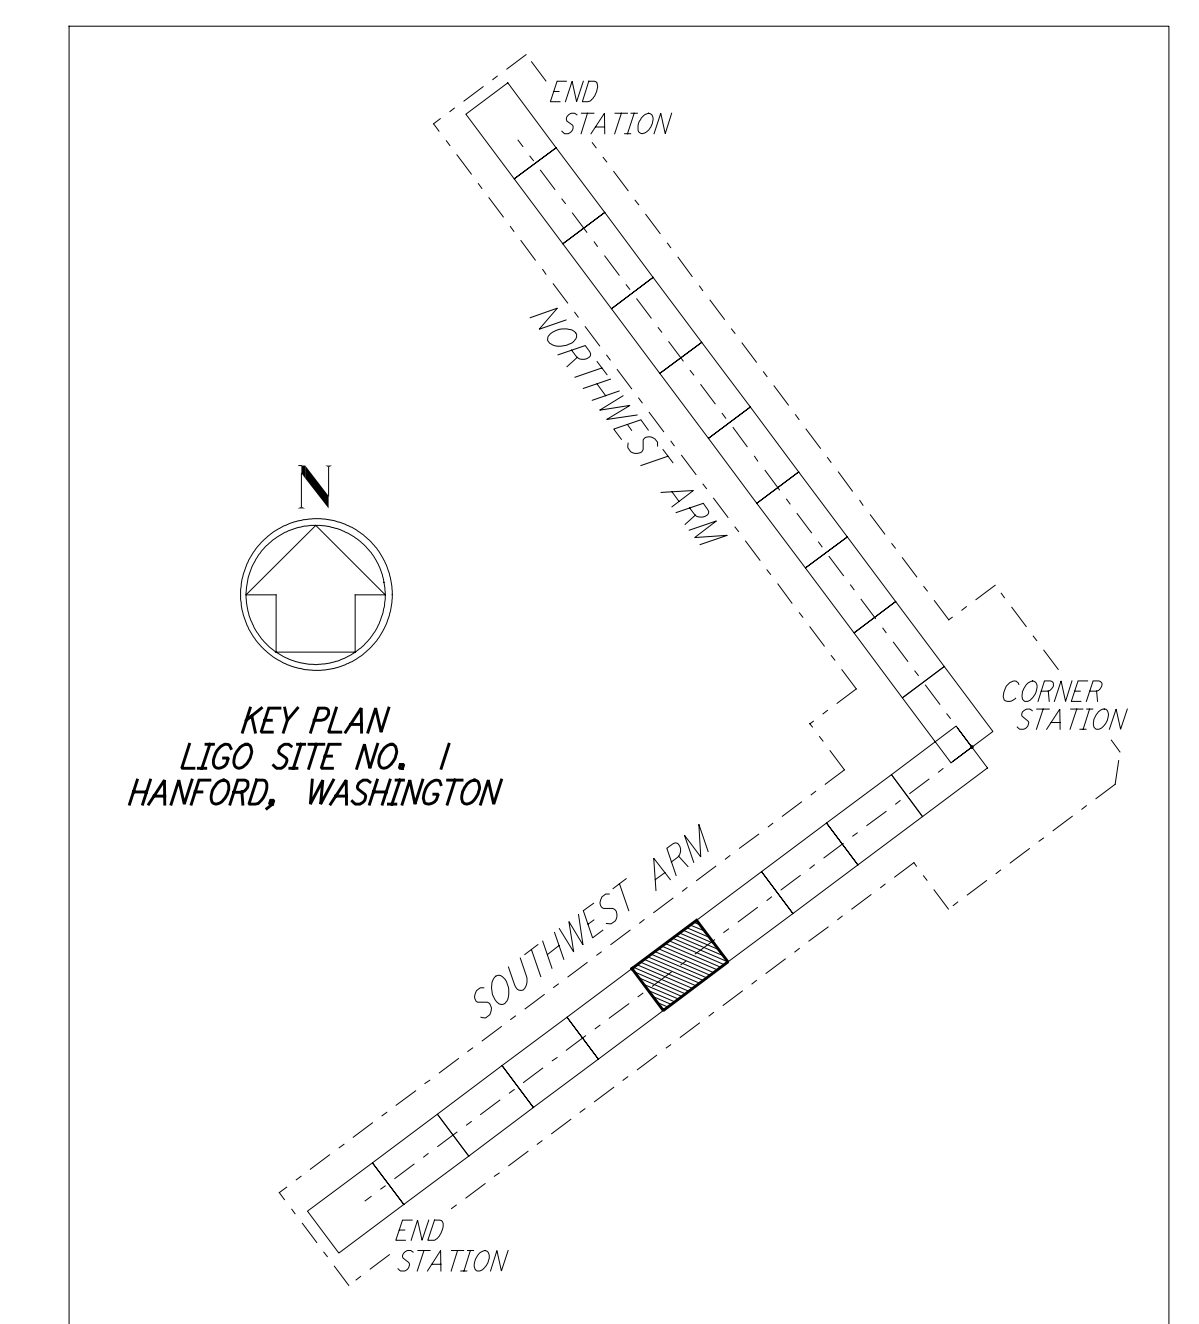 END
STATION
NORTHWEST ARM
N
CORNER
STATION
KEY PLAN
LIGO SITE NO. 1
HANFORD, WASHINGTON
SOUTHWEST ARM
END
STATION